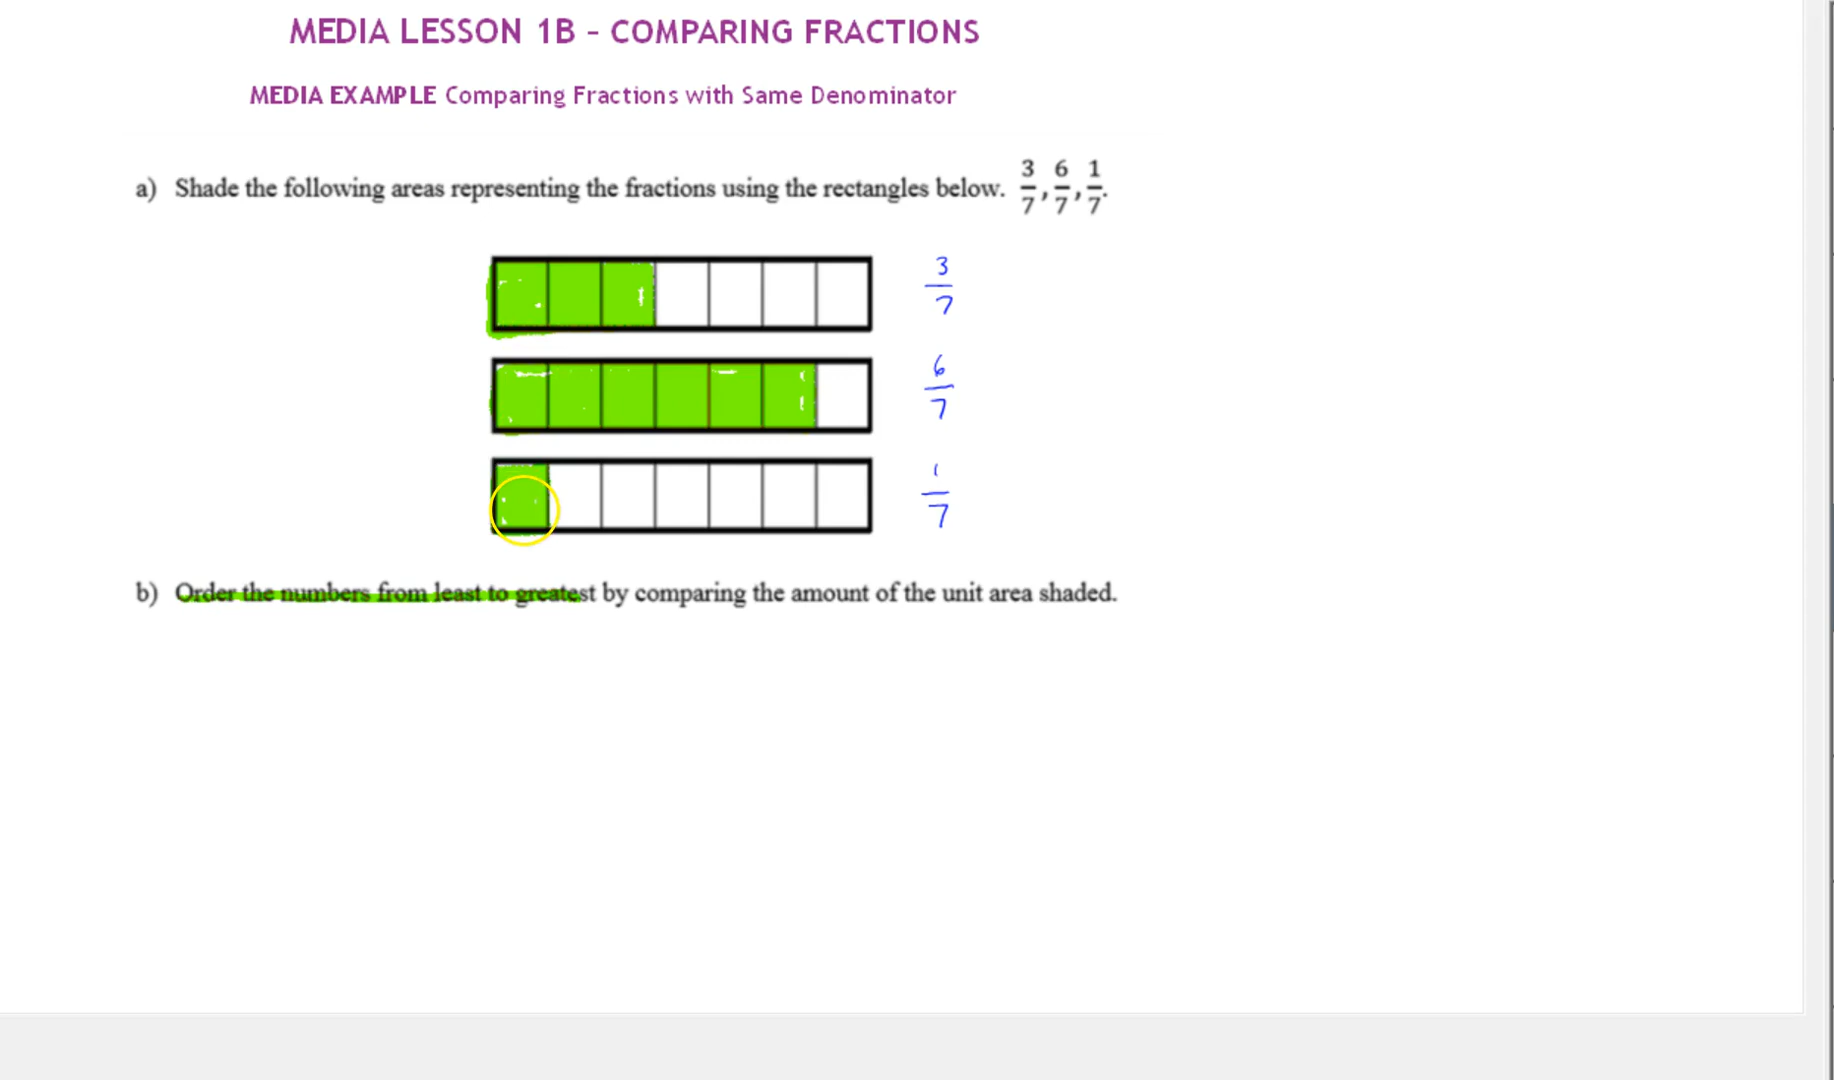 MEDIA LESSON 1B – COMPARING FRACTIONS
MEDIA EXAMPLE Comparing Fractions with Same Denominator
a) Shade the following areas representing the fractions using the rectangles below. 3/7, 6/7, 1/7.
3/7
6/7
1/7
b) Order the numbers from least to greatest by comparing the amount of the unit area shaded.